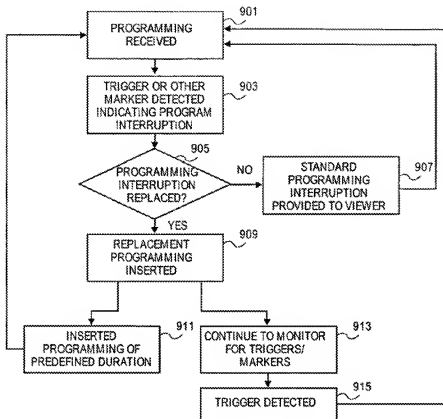 901
PROGRAMMING
RECEIVED
903
TRIGGER OR OTHER
MARKER DETECTED
INDICATING PROGRAM
INTERRUPTION
905
PROGRAMMING
INTERRUPTION
REPLACED?
NO
907
STANDARD
PROGRAMMING
INTERRUPTION
PROVIDED TO VIEWER
YES
909
REPLACEMENT
PROGRAMMING
INSERTED
911
INSERTED
PROGRAMMING OF
PREDEFINED DURATION
913
CONTINUE TO MONITOR
FOR TRIGGERS/
MARKERS
915
TRIGGER DETECTED